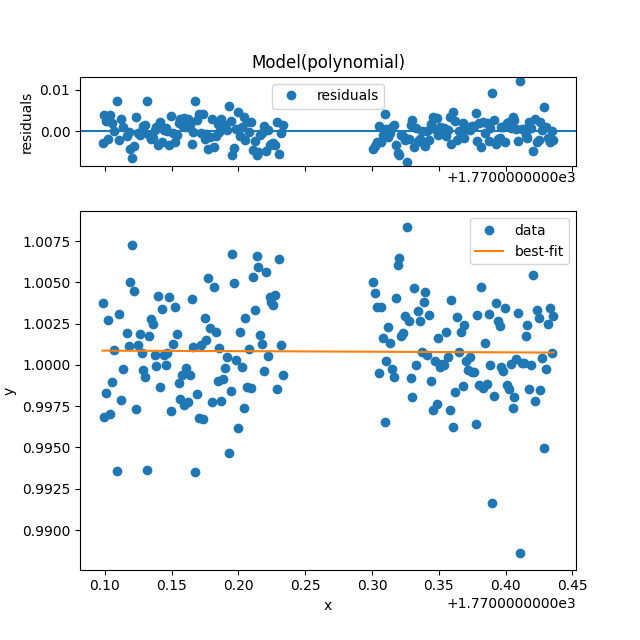 Model(polynomial)
residuals
0.01
0.00
residuals
+1.7700000000e3
data
best-fit
1.0075
1.0050
1.0025
1.0000
0.9975
0.9950
0.9925
0.9900
y
0.10 0.15 0.20 0.25 0.30 0.35 0.40 0.45
x
+1.7700000000e3